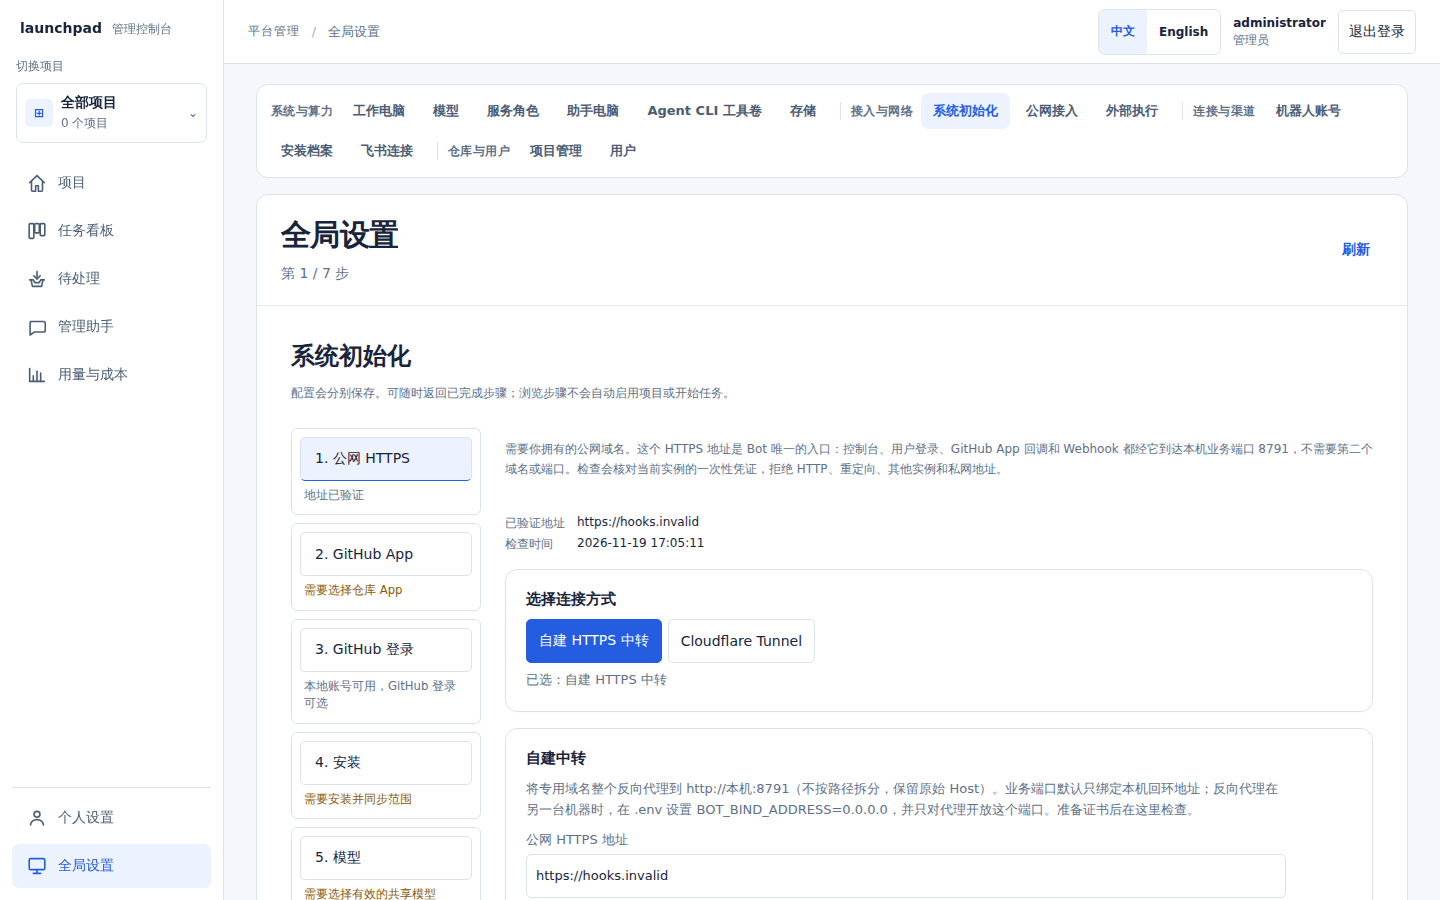 launchpad 管理控制台
切换项目
全部项目
0 个项目
项目
任务看板
待处理
管理助手
用量与成本
个人设置
全局设置
平台管理 / 全局设置
中文 English
administrator
管理员
退出登录
系统与算力 工作电脑 模型 服务角色 助手电脑 Agent CLI 工具卷 存储 接入与网络 系统初始化 公网接入 外部执行 连接与渠道 机器人账号
安装档案 飞书连接 仓库与用户 项目管理 用户
全局设置
第 1 / 7 步
刷新
系统初始化
配置会分别保存。可随时返回已完成步骤；浏览步骤不会自动启用项目或开始任务。
1. 公网 HTTPS
地址已验证
2. GitHub App
需要选择仓库 App
3. GitHub 登录
本地账号可用，GitHub 登录
可选
4. 安装
需要安装并同步范围
5. 模型
需要选择有效的共享模型
需要你拥有的公网域名。这个 HTTPS 地址是 Bot 唯一的入口：控制台、用户登录、GitHub App 回调和 Webhook 都经它到达本机业务端口 8791，不需要第二个
域名或端口。检查会核对当前实例的一次性凭证，拒绝 HTTP、重定向、其他实例和私网地址。
已验证地址 https://hooks.invalid
检查时间 2026-11-19 17:05:11
选择连接方式
自建 HTTPS 中转 Cloudflare Tunnel
已选：自建 HTTPS 中转
自建中转
将专用域名整个反向代理到 http://本机:8791（不按路径拆分，保留原始 Host）。业务端口默认只绑定本机回环地址；反向代理在
另一台机器时，在 .env 设置 BOT_BIND_ADDRESS=0.0.0.0，并只对代理开放这个端口。准备证书后在这里检查。
公网 HTTPS 地址
https://hooks.invalid